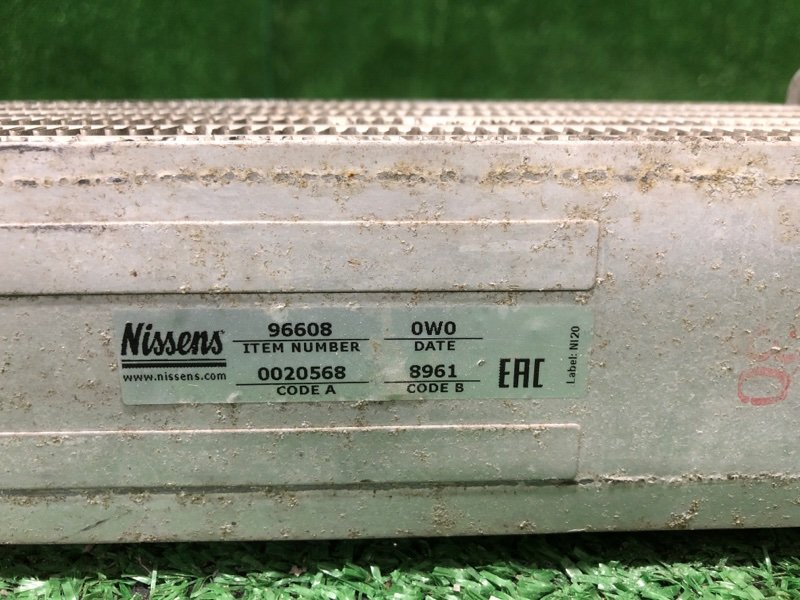 Nissens
www.nissens.com
96608
ITEM NUMBER
0W0
DATE
0020568
CODE A
8961
CODE B
EAC
Label: NI20